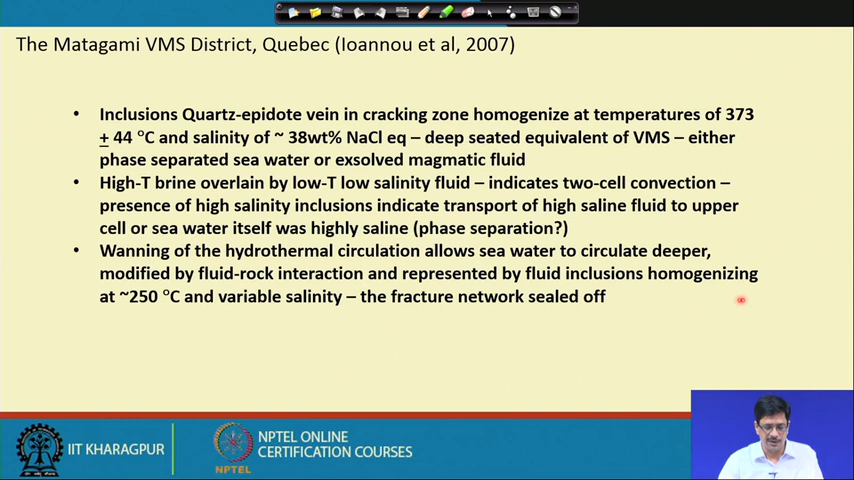 The Matagami VMS District, Quebec (Ioannou et al, 2007)
• Inclusions Quartz-epidote vein in cracking zone homogenize at temperatures of 373
± 44 °C and salinity of ~ 38wt% NaCl eq – deep seated equivalent of VMS – either
phase separated sea water or exsolved magmatic fluid
• High-T brine overlain by low-T low salinity fluid – indicates two-cell convection –
presence of high salinity inclusions indicate transport of high saline fluid to upper
cell or sea water itself was highly saline (phase separation?)
• Wanning of the hydrothermal circulation allows sea water to circulate deeper,
modified by fluid-rock interaction and represented by fluid inclusions homogenizing
at ~250 °C and variable salinity – the fracture network sealed off
IIT KHARAGPUR
NPTEL
NPTEL ONLINE
CERTIFICATION COURSES